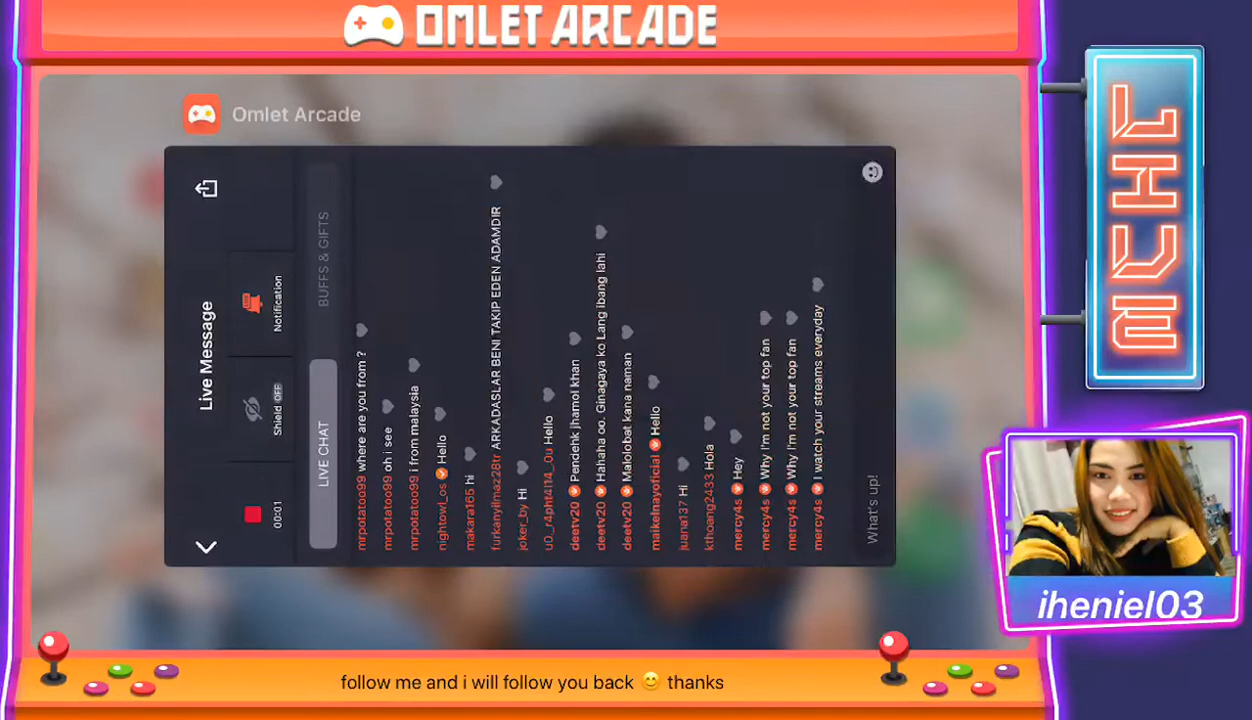 OMLET ARCADE
Omlet Arcade
Live Message
00:01
Shield OFF
Notification
LIVE CHAT
BUFFS & GIFTS
mrpotatoo99 where are you from ?
mrpotatoo99 oh i see
mrpotatoo99 i from malaysia
nightowl_os Hello
makara165 hi
furkanyilmaz28tr ARKADASLAR BENI TAKIP EDEN ADAMDIR
joker_by Hi
u0_r4pht4l14_0u Hello
deetv20 Pendehk jhamol khan
deetv20 Hahaha oo. Ginagaya ko Lang ibang lahi
deetv20 Malolobat kana naman
maikelnayoficial Hello
juana137 Hi
kthoang2433 Hola
mercy4s Hey
mercy4s Why I'm not your top fan
mercy4s Why I'm not your top fan
mercy4s I watch your streams everyday
What's up!
iheniel03
follow me and i will follow you back 😊 thanks